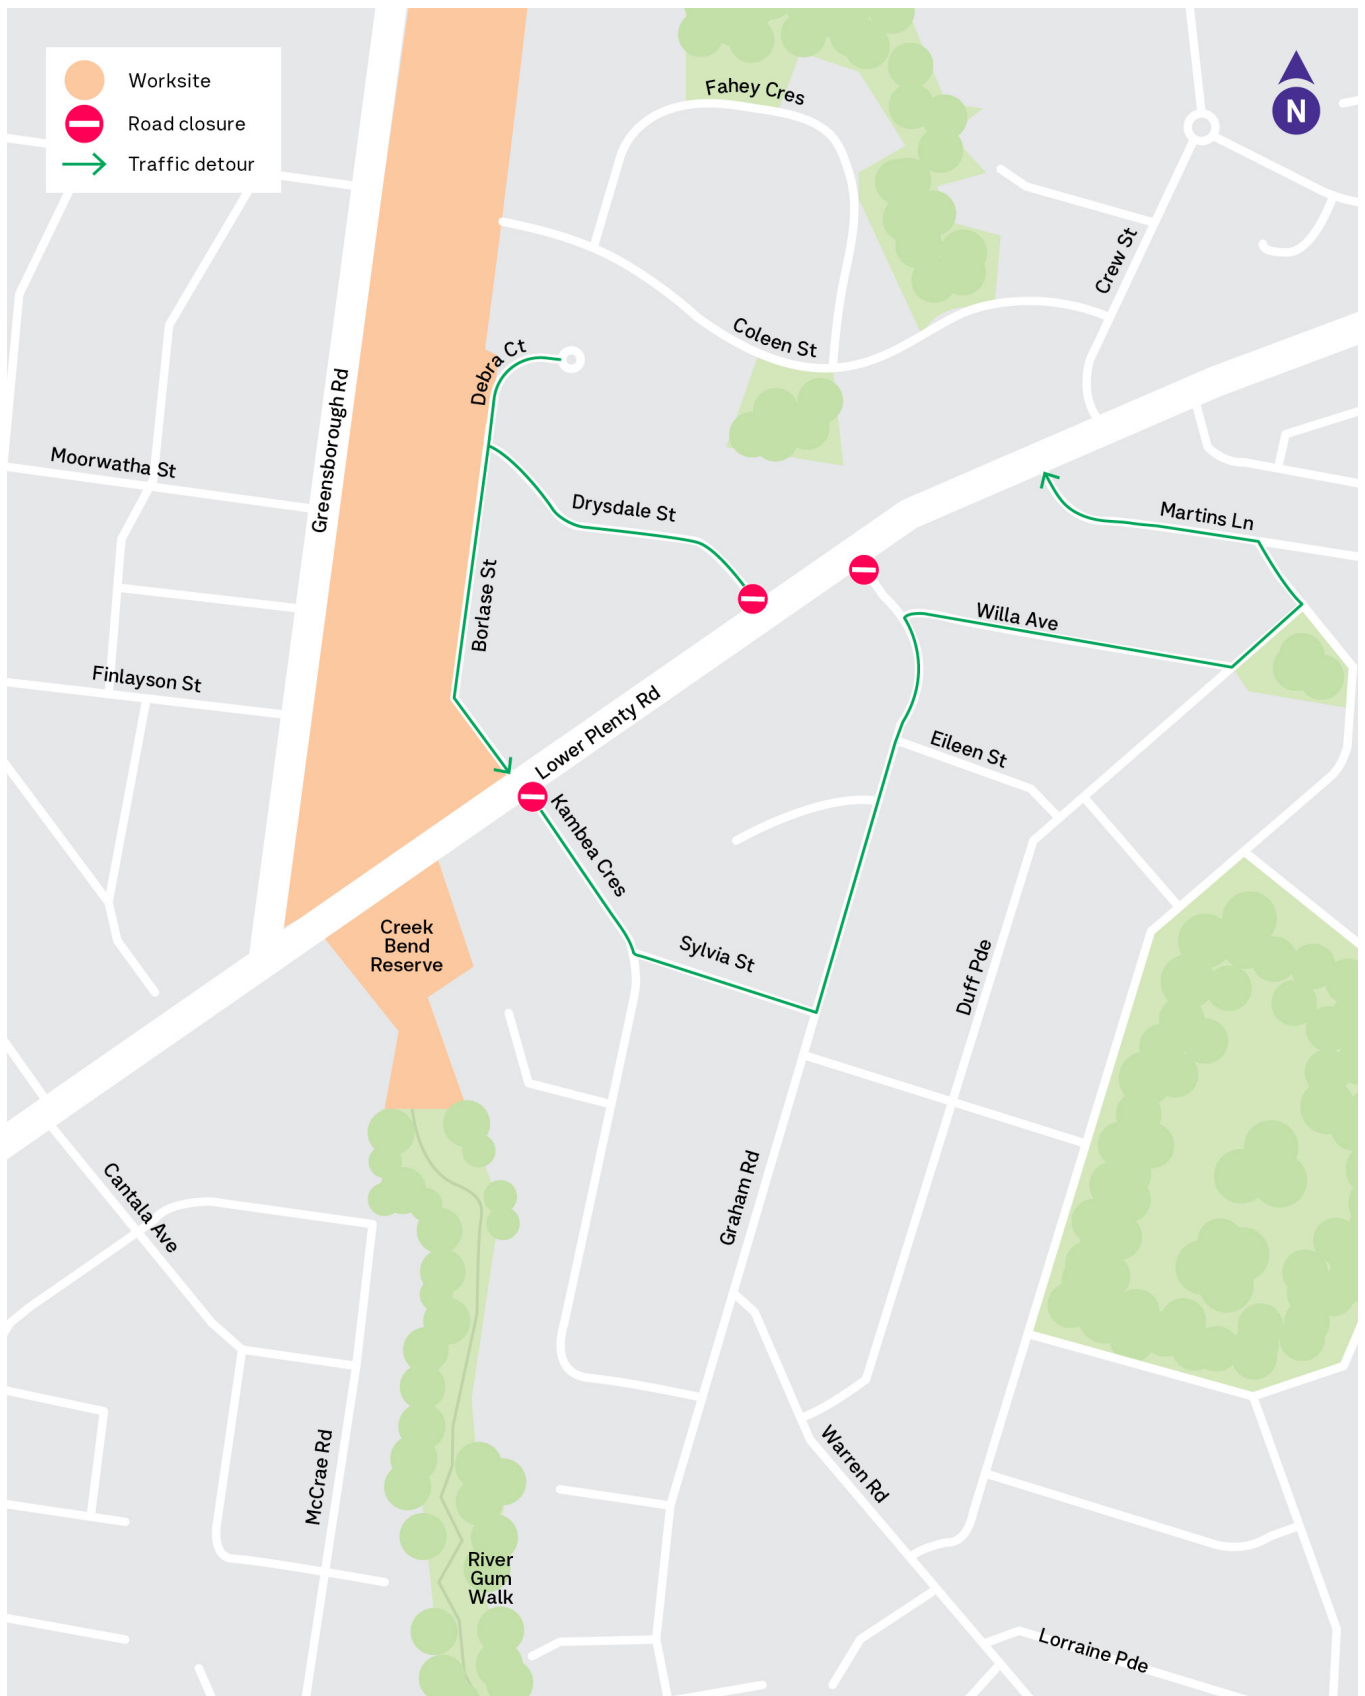 Worksite
Road closure
Traffic detour
N
Fahey Cres
Crew St
Coleen St
Debra Ct
Greensborough Rd
Moorwatha St
Drysdale St
Martins Ln
Borlase St
Willa Ave
Finlayson St
Lower Plenty Rd
Eileen St
Kambea Cres
Creek
Bend
Reserve
Sylvia St
Duff Pde
Cantala Ave
Graham Rd
McCrae Rd
Warren Rd
River
Gum
Walk
Lorraine Pde